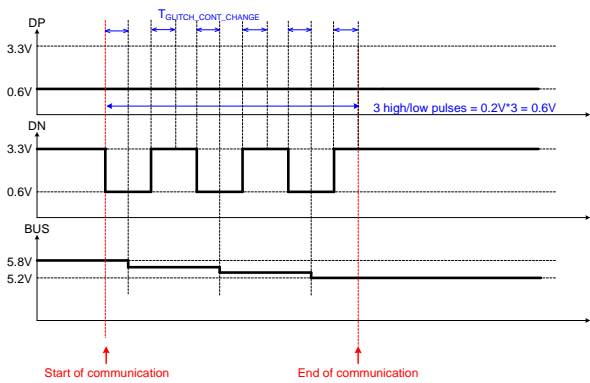 T_GLITCH_CONT_CHANGE
DP
3.3V
0.6V
3 high/low pulses = 0.2V*3 = 0.6V
DN
3.3V
0.6V
BUS
5.8V
5.2V
Start of communication
End of communication